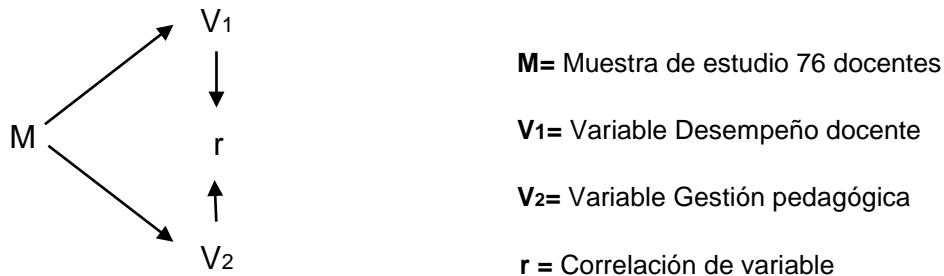 V1
M= Muestra de estudio 76 docentes
V1= Variable Desempeño docente
M
r
V2= Variable Gestión pedagógica
V2
r = Correlación de variable